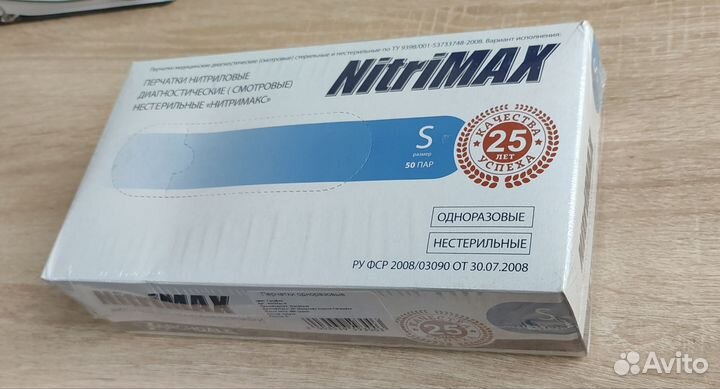 Перчатки медицинские диагностические (смотровые) стерильные и нестерильные по ТУ 9398/001-53733748-2008. Вариант исполнения:
ПЕРЧАТКИ НИТРИЛОВЫЕ
ДИАГНОСТИЧЕСКИЕ (СМОТРОВЫЕ)
НЕСТЕРИЛЬНЫЕ «НИТРИМАКС»
NitriMAX
S
размер
50 ПАР
КАЧЕСТВА
25
ЛЕТ
УСПЕХА
ОДНОРАЗОВЫЕ
НЕСТЕРИЛЬНЫЕ
РУ ФСР 2008/03090 ОТ 30.07.2008
NitriMAX
Перчатки одноразовые
S
25
Avito